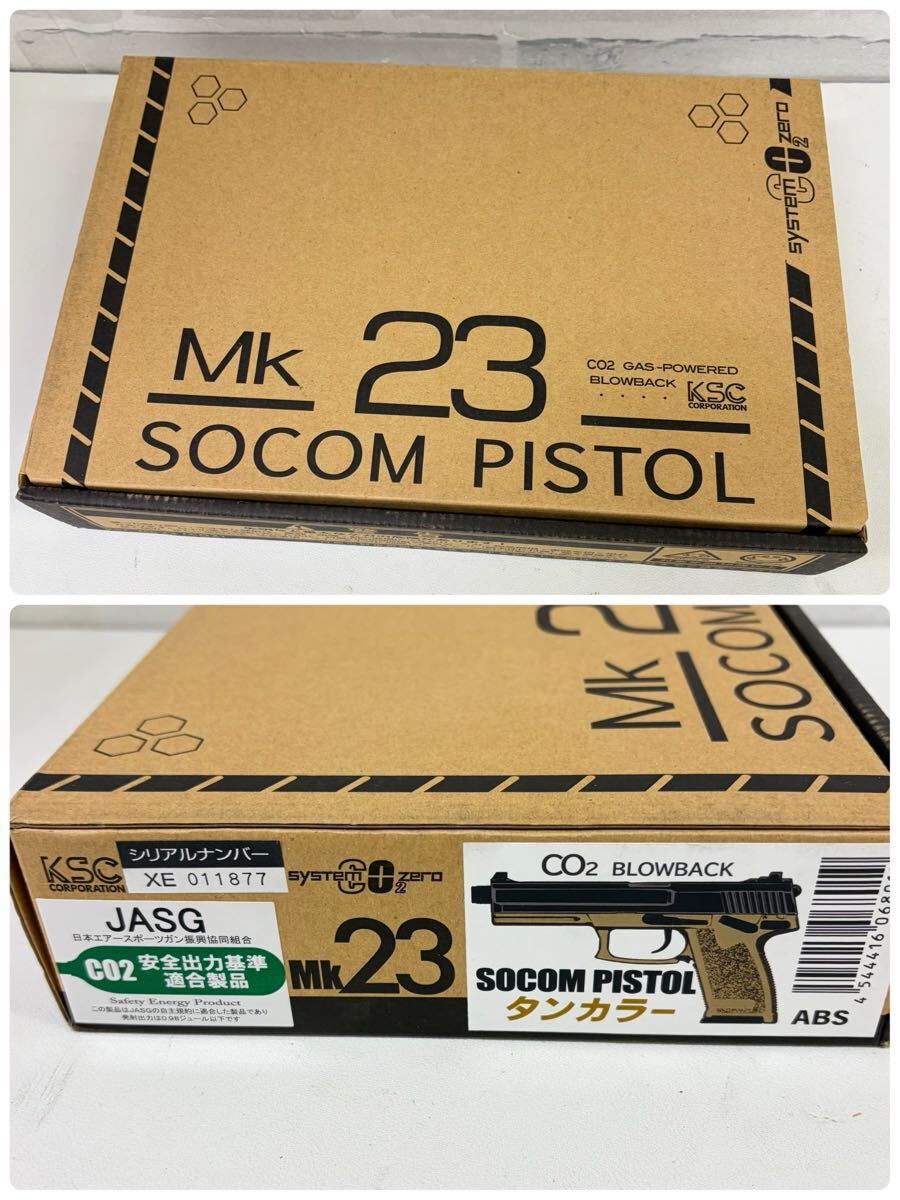 system CO2 zero
Mk 23
CO2 GAS-POWERED
BLOWBACK
KSC
CORPORATION
SOCOM PISTOL
Mk 2
SOCOM
KSC
CORPORATION
シリアルナンバー
XE 011877
system CO2 zero
JASG
日本エアースポーツガン振興協同組合
CO2 安全出力基準
適合製品
Safety Energy Product
この製品はJASGの自主規約に適合した製品であり
発射出力は0.98ジュール以下です
Mk 23
CO2 BLOWBACK
SOCOM PISTOL
タンカラー
ABS
4 544416 0680